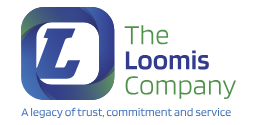 L
The
Loomis
Company
A legacy of trust, commitment and service